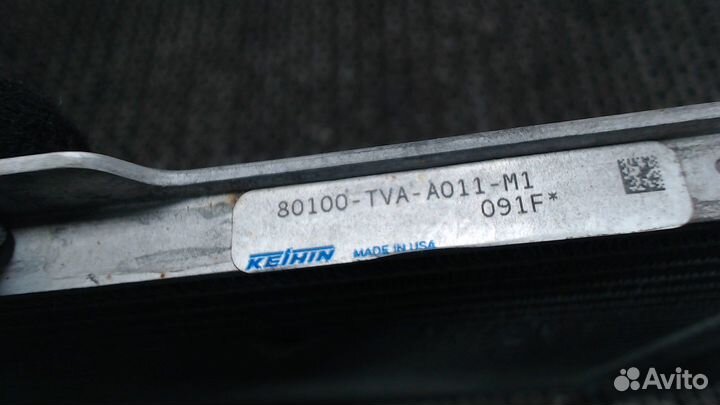 80100-TVA-A011-M1
091F*
KEIHIN MADE IN USA
Avito